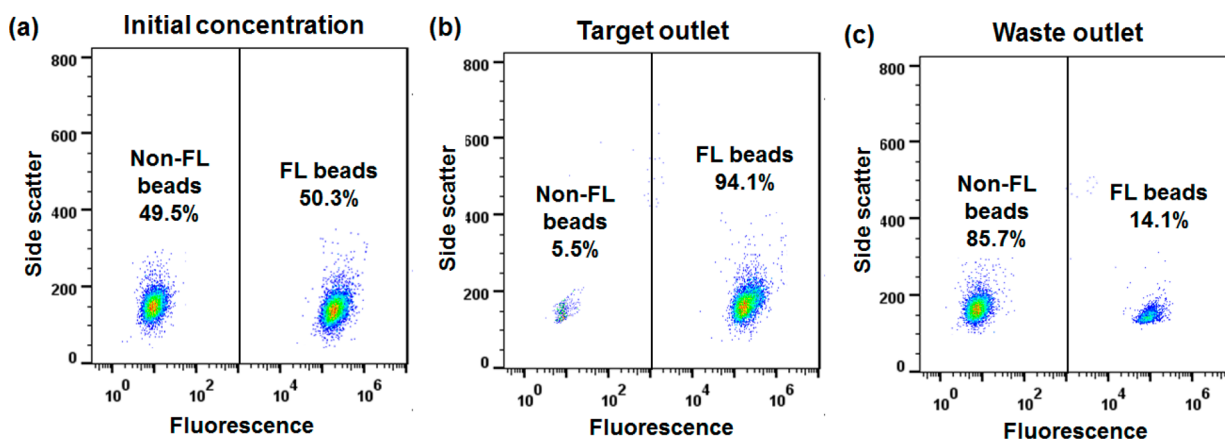 (a) Initial concentration
Side scatter
800
600
400
200
0
Non-FL
beads
49.5%
FL beads
50.3%
10^0 10^2 10^4 10^6
Fluorescence
(b) Target outlet
Side scatter
800
600
400
200
0
Non-FL
beads
5.5%
FL beads
94.1%
10^0 10^2 10^4 10^6
Fluorescence
(c) Waste outlet
Side scatter
800
600
400
200
0
Non-FL
beads
85.7%
FL beads
14.1%
10^0 10^2 10^4 10^6
Fluorescence